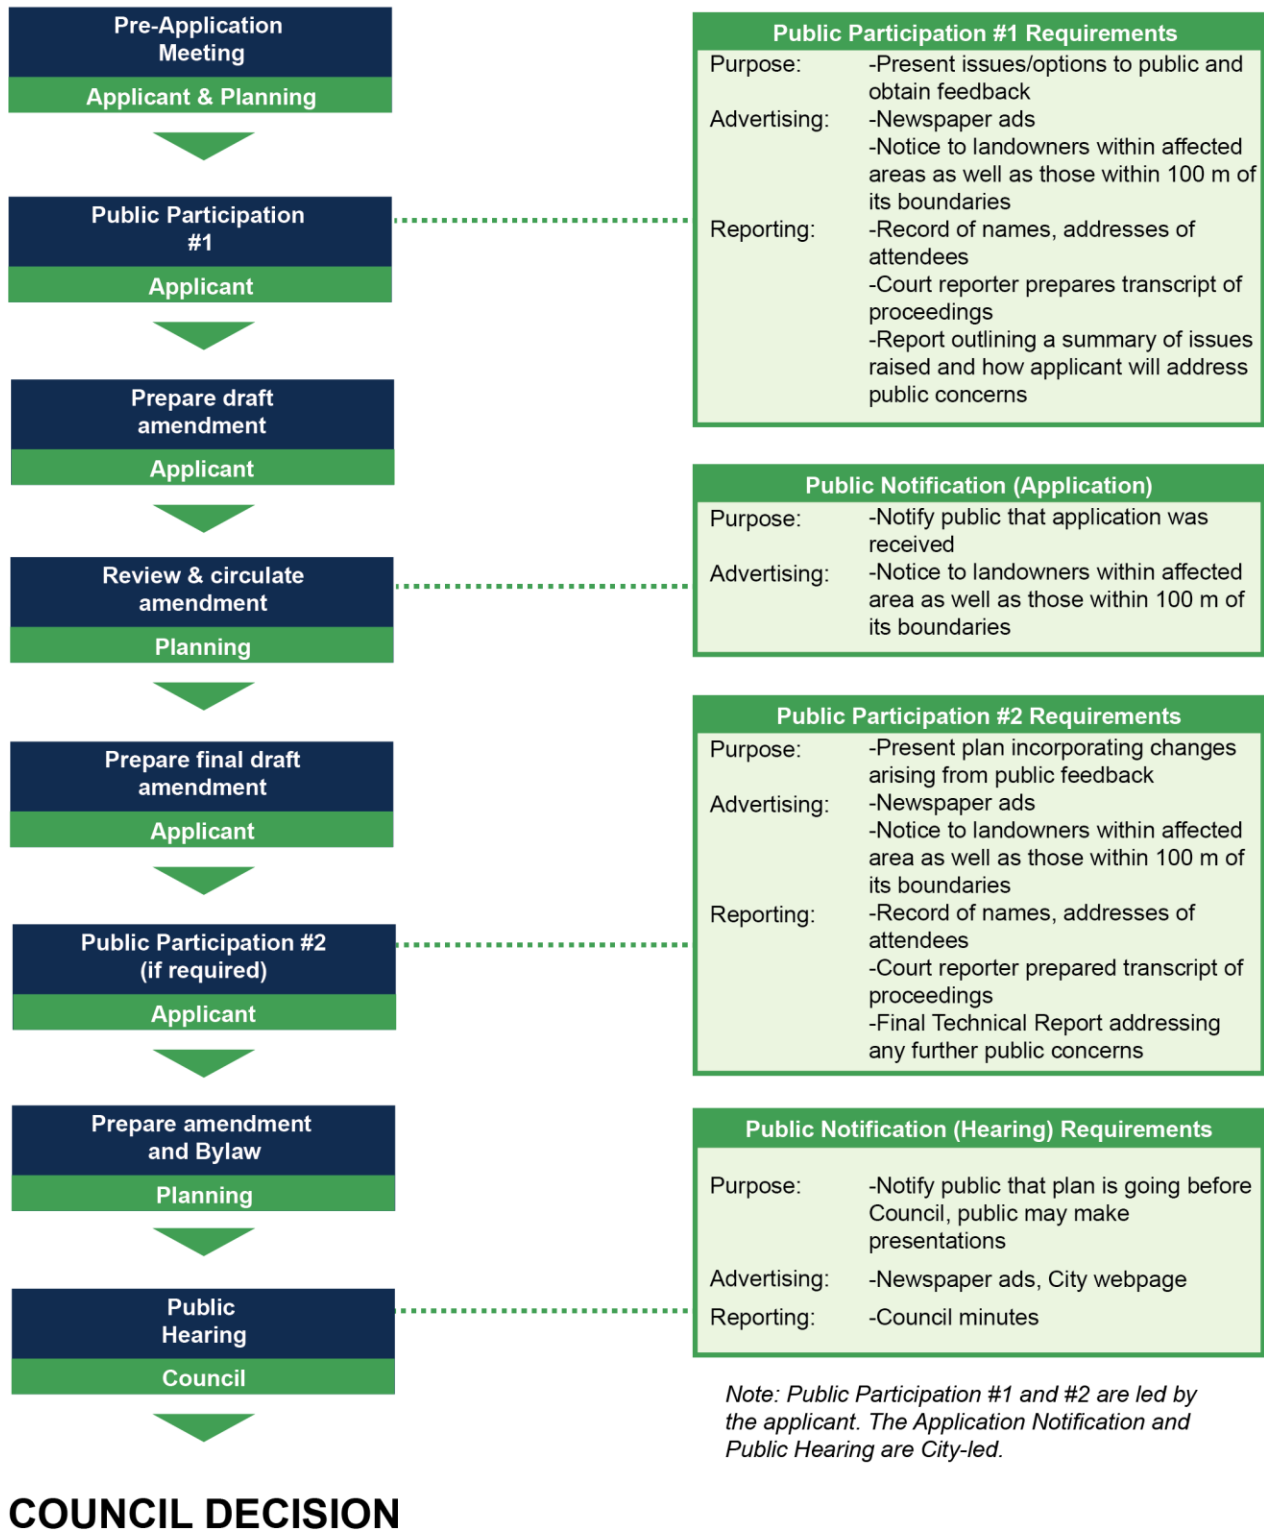 Pre-Application
Meeting
Applicant & Planning
Public Participation
#1
Applicant
Prepare draft
amendment
Applicant
Review & circulate
amendment
Planning
Prepare final draft
amendment
Applicant
Public Participation #2
(if required)
Applicant
Prepare amendment
and Bylaw
Planning
Public
Hearing
Council
COUNCIL DECISION
Public Participation #1 Requirements
Purpose: -Present issues/options to public and
obtain feedback
Advertising: -Newspaper ads
-Notice to landowners within affected
areas as well as those within 100 m of
its boundaries
Reporting: -Record of names, addresses of
attendees
-Court reporter prepares transcript of
proceedings
-Report outlining a summary of issues
raised and how applicant will address
public concerns
Public Notification (Application)
Purpose: -Notify public that application was
received
Advertising: -Notice to landowners within affected
area as well as those within 100 m of
its boundaries
Public Participation #2 Requirements
Purpose: -Present plan incorporating changes
arising from public feedback
Advertising: -Newspaper ads
-Notice to landowners within affected
area as well as those within 100 m of
its boundaries
Reporting: -Record of names, addresses of
attendees
-Court reporter prepared transcript of
proceedings
-Final Technical Report addressing
any further public concerns
Public Notification (Hearing) Requirements
Purpose: -Notify public that plan is going before
Council, public may make
presentations
Advertising: -Newspaper ads, City webpage
Reporting: -Council minutes
Note: Public Participation #1 and #2 are led by
the applicant. The Application Notification and
Public Hearing are City-led.